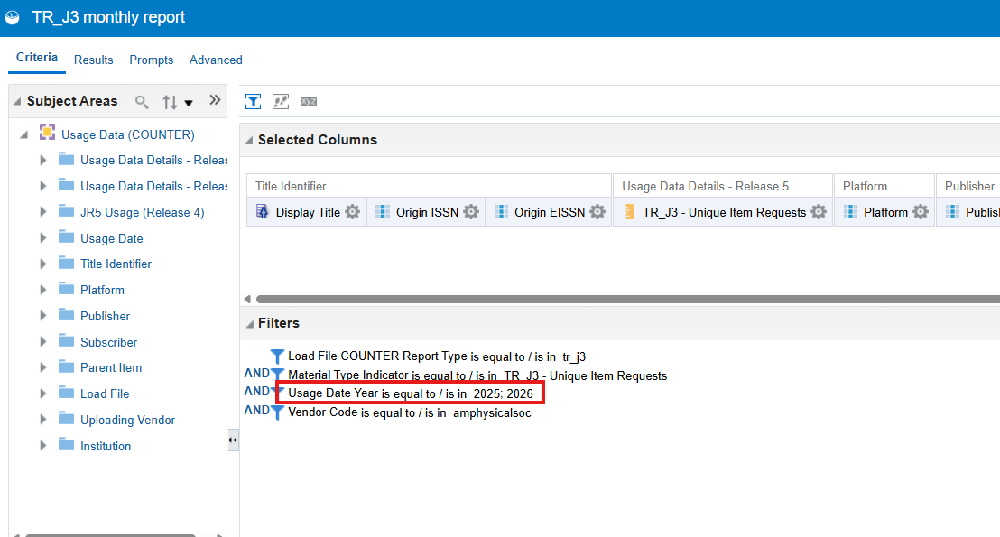 TR_J3 monthly report
Criteria Results Prompts Advanced
Subject Areas
Usage Data (COUNTER)
Usage Data Details - Releas
Usage Data Details - Releas
JR5 Usage (Release 4)
Usage Date
Title Identifier
Platform
Publisher
Subscriber
Parent Item
Load File
Uploading Vendor
Institution
xyz
Selected Columns
Title Identifier Usage Data Details - Release 5 Platform Publisher
Display Title Origin ISSN Origin EISSN TR_J3 - Unique Item Requests Platform Publish
Filters
Load File COUNTER Report Type is equal to / is in tr_j3
AND Material Type Indicator is equal to / is in TR_J3 - Unique Item Requests
AND Usage Date Year is equal to / is in 2025; 2026
AND Vendor Code is equal to / is in amphysicalsoc